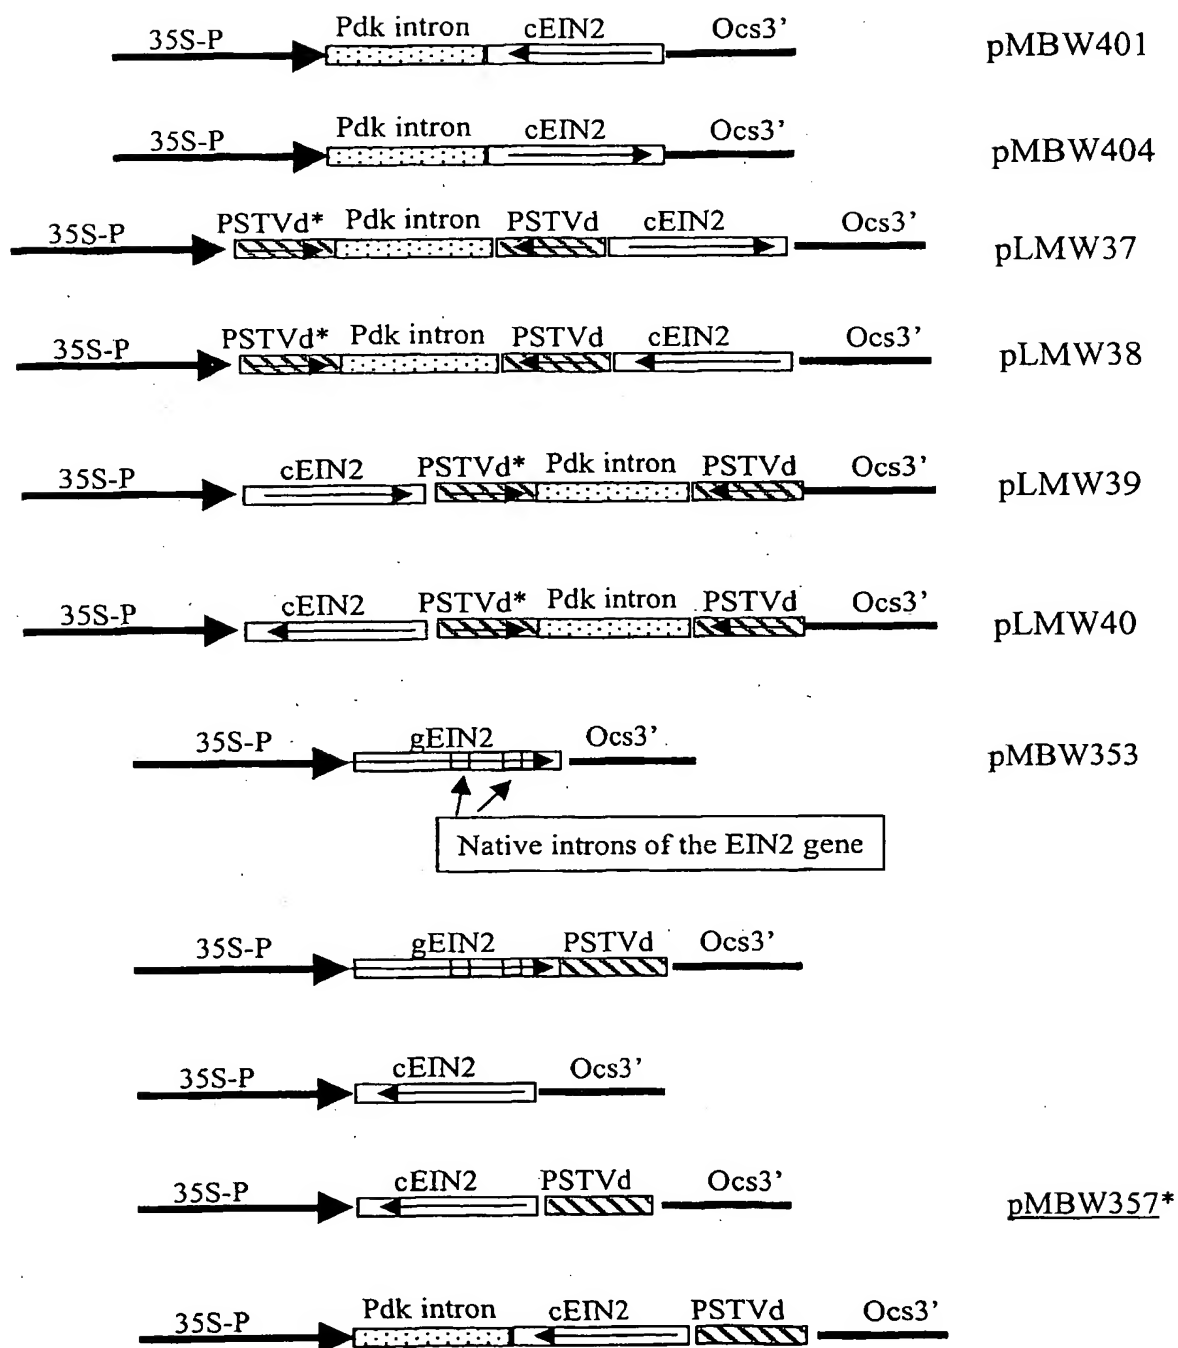 35S-P Pdk intron cEIN2 Ocs3' pMBW401
35S-P Pdk intron cEIN2 Ocs3' pMBW404
35S-P PSTVd* Pdk intron PSTVd cEIN2 Ocs3' pLMW37
35S-P PSTVd* Pdk intron PSTVd cEIN2 Ocs3' pLMW38
35S-P cEIN2 PSTVd* Pdk intron PSTVd Ocs3' pLMW39
35S-P cEIN2 PSTVd* Pdk intron PSTVd Ocs3' pLMW40
35S-P gEIN2 Ocs3' pMBW353
Native introns of the EIN2 gene
35S-P gEIN2 PSTVd Ocs3'
35S-P cEIN2 Ocs3'
35S-P cEIN2 PSTVd Ocs3' pMBW357*
35S-P Pdk intron cEIN2 PSTVd Ocs3'